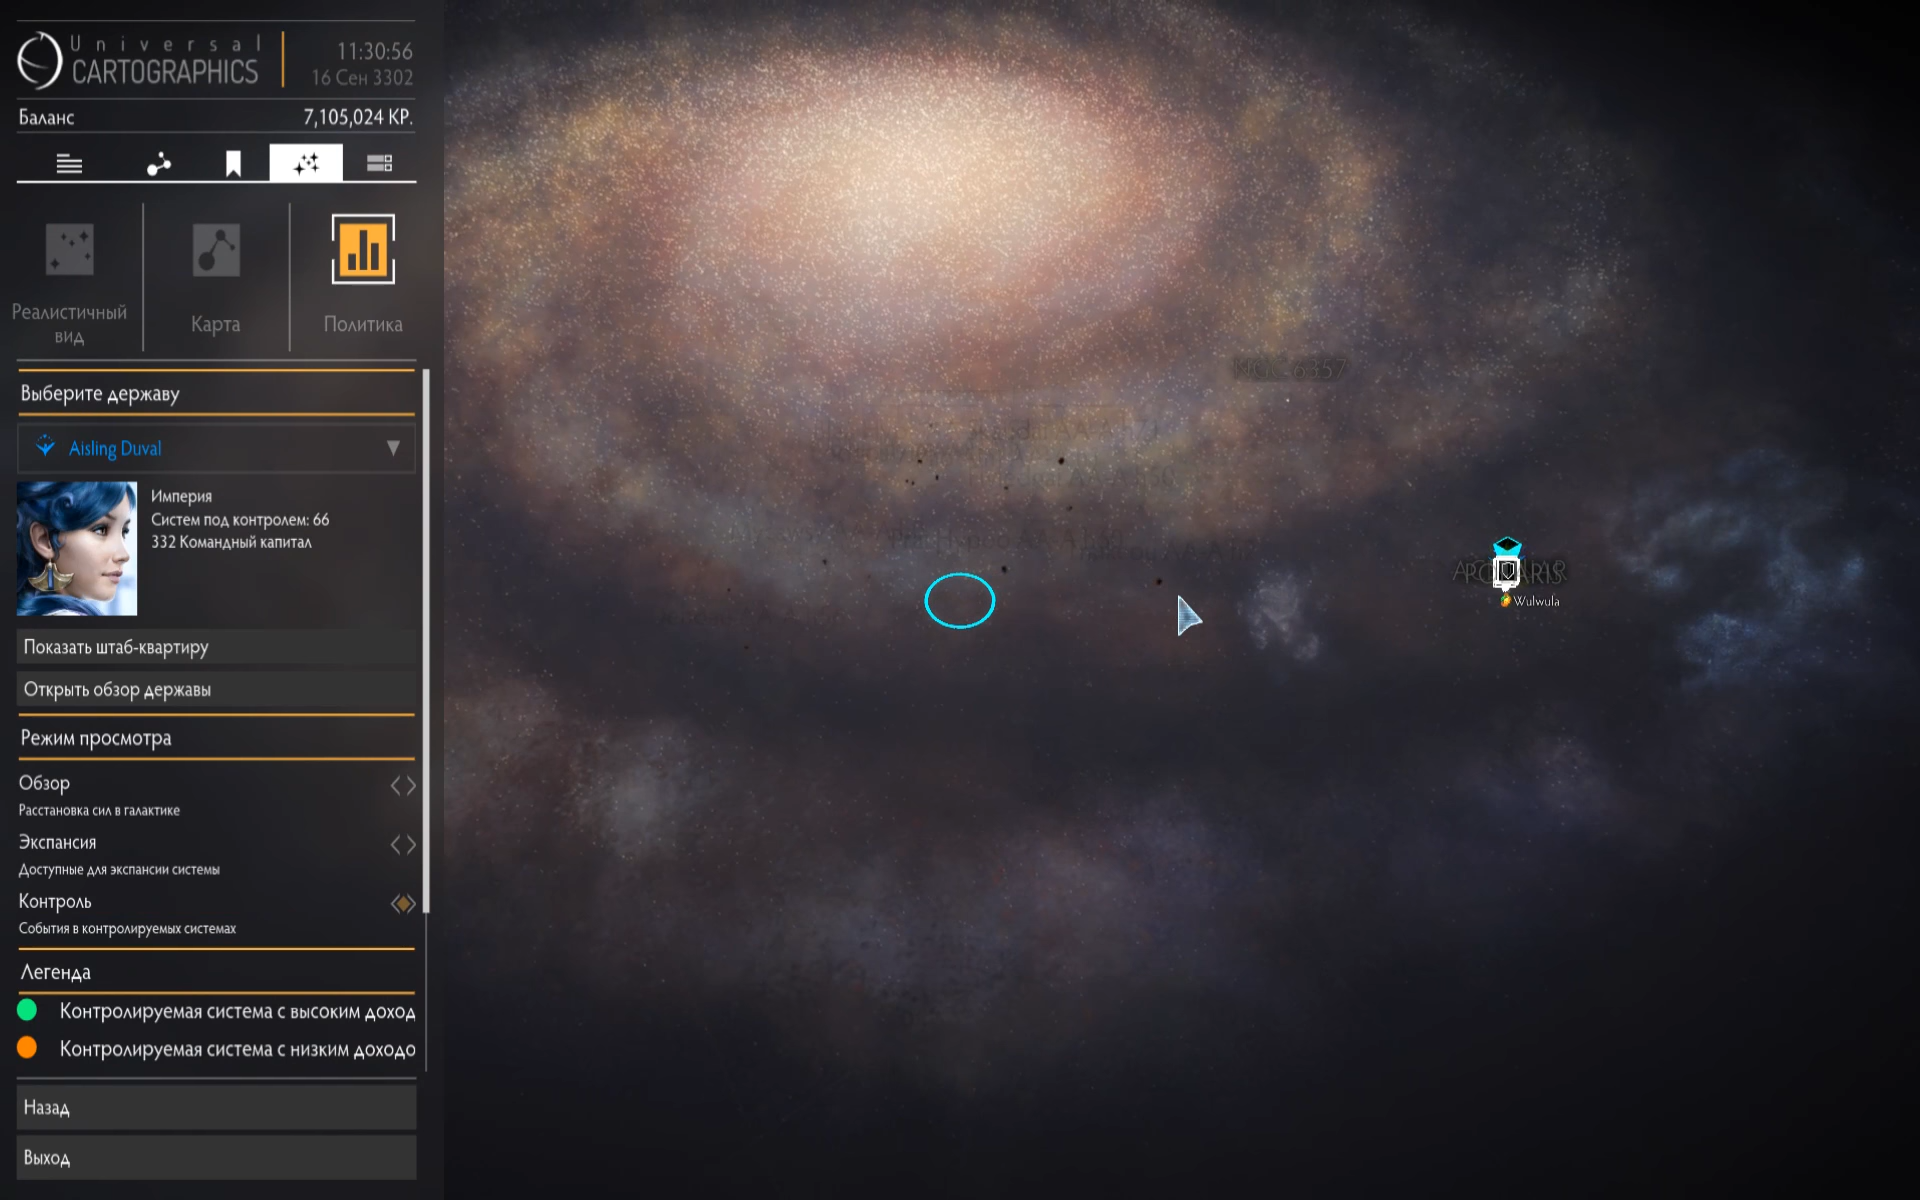 Universal
CARTOGRAPHICS
11:30:56
16 Сен 3302
Баланс
7,105,024 КР.
Реалистичный
вид
Карта
Политика
Выберите державу
Aisling Duval
Империя
Систем под контролем: 66
332 Командный капитал
Показать штаб-квартиру
Открыть обзор державы
Режим просмотра
Обзор
Расстановка сил в галактике
Экспансия
Доступные для экспансии системы
Контроль
События в контролируемых системах
Легенда
Контролируемая система с высоким доход
Контролируемая система с низким доходо
Назад
Выход
NGC 6357
Wulwula